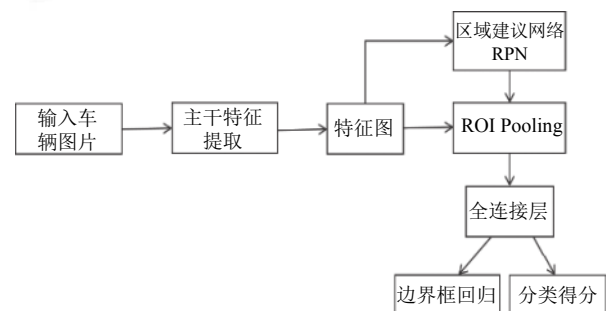 区域建议网络
RPN
输入车
辆图片
主干特征
提取
特征图
ROI Pooling
全连接层
边界框回归
分类得分